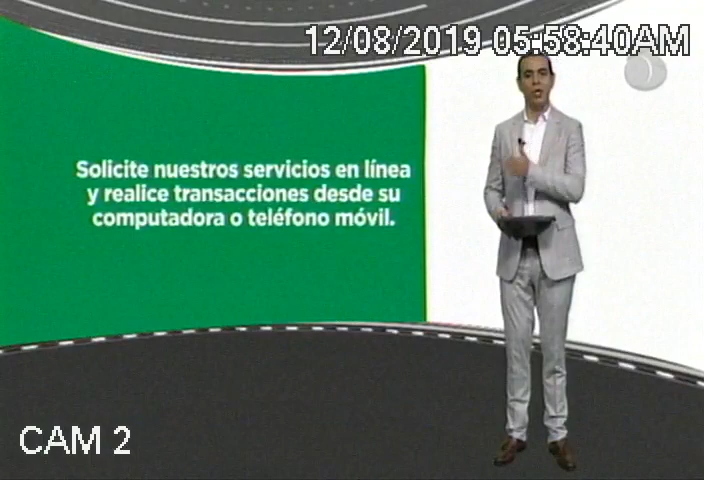 12/08/2019 05:58:40AM
Solicite nuestros servicios en línea
y realice transacciones desde su
computadora o teléfono móvil.
CAM 2